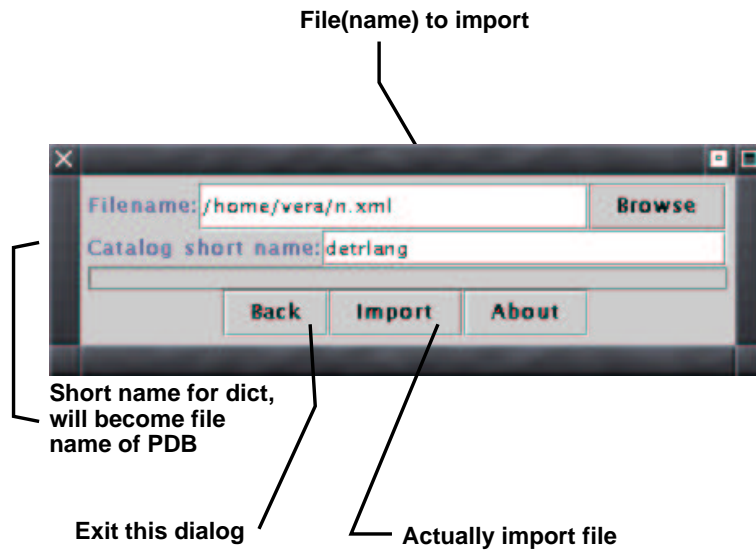 File(name) to import
Filename: /home/vera/n.xml Browse
Catalog short name: detrlang
Back Import About
Short name for dict,
will become file
name of PDB
Exit this dialog
Actually import file